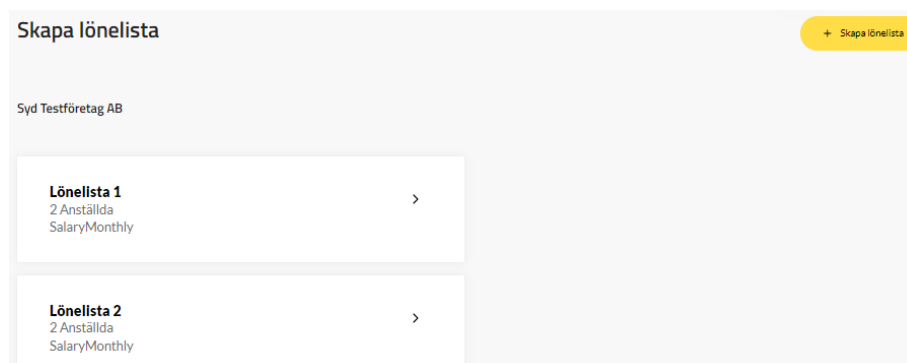 Skapa lönelista
+ Skapa lönelista
Syd Testföretag AB
Lönelista 1
2 Anställda
SalaryMonthly
Lönelista 2
2 Anställda
SalaryMonthly